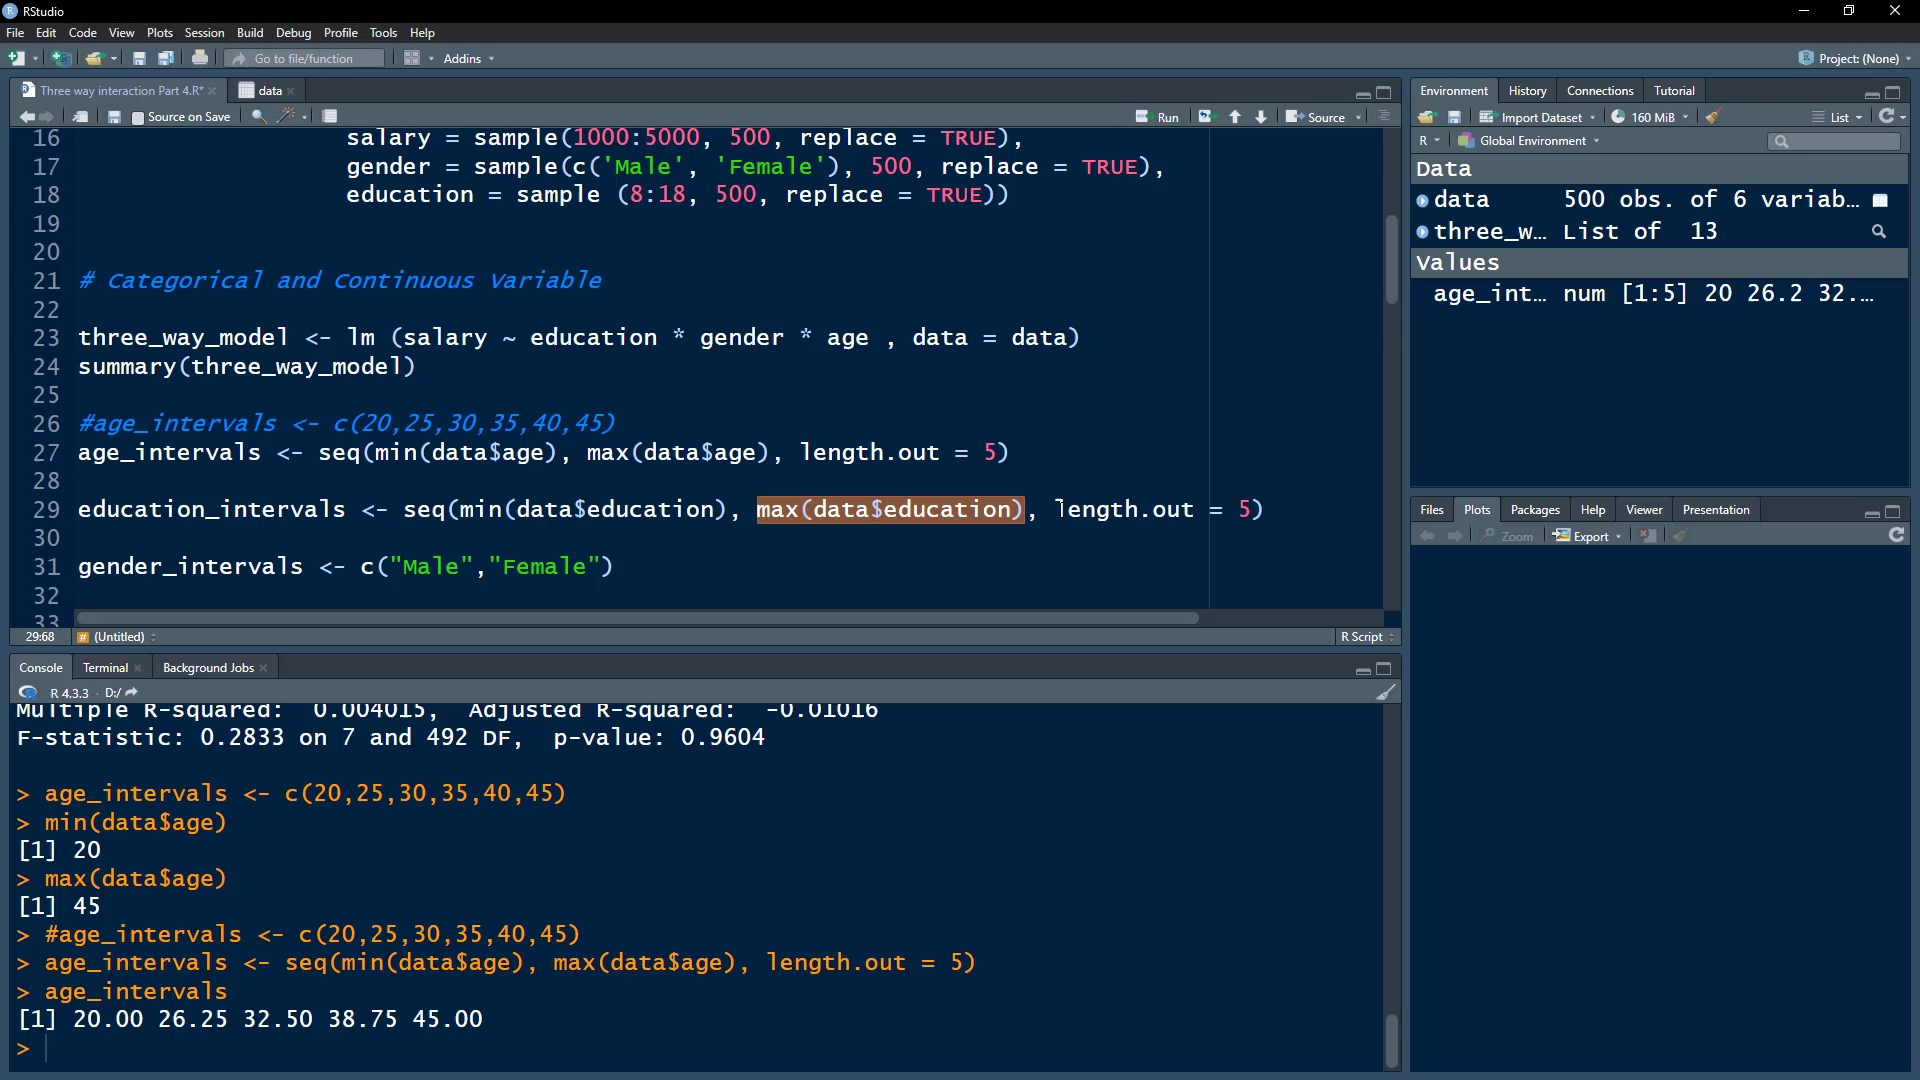 RStudio
File Edit Code View Plots Session Build Debug Profile Tools Help
Go to file/function Addins Project: (None)
Three way interaction Part 4.R* data
Source on Save Run Source
16 salary = sample(1000:5000, 500, replace = TRUE),
17 gender = sample(c('Male', 'Female'), 500, replace = TRUE),
18 education = sample (8:18, 500, replace = TRUE))
19
20
21 # Categorical and Continuous Variable
22
23 three_way_model <- lm (salary ~ education * gender * age , data = data)
24 summary(three_way_model)
25
26 #age_intervals <- c(20,25,30,35,40,45)
27 age_intervals <- seq(min(data$age), max(data$age), length.out = 5)
28
29 education_intervals <- seq(min(data$education), max(data$education), length.out = 5)
30
31 gender_intervals <- c("Male","Female")
32
33
29:68 # (Untitled) R Script
Console Terminal Background Jobs
R 4.3.3 · D:/
Multiple R-squared: 0.004015, Adjusted R-squared: -0.01016
F-statistic: 0.2833 on 7 and 492 DF, p-value: 0.9604
> age_intervals <- c(20,25,30,35,40,45)
> min(data$age)
[1] 20
> max(data$age)
[1] 45
> #age_intervals <- c(20,25,30,35,40,45)
> age_intervals <- seq(min(data$age), max(data$age), length.out = 5)
> age_intervals
[1] 20.00 26.25 32.50 38.75 45.00
>
Environment History Connections Tutorial
Import Dataset 160 MiB List
R Global Environment
Data
data 500 obs. of 6 variab…
three_w… List of 13
Values
age_int… num [1:5] 20 26.2 32.…
Files Plots Packages Help Viewer Presentation
Zoom Export